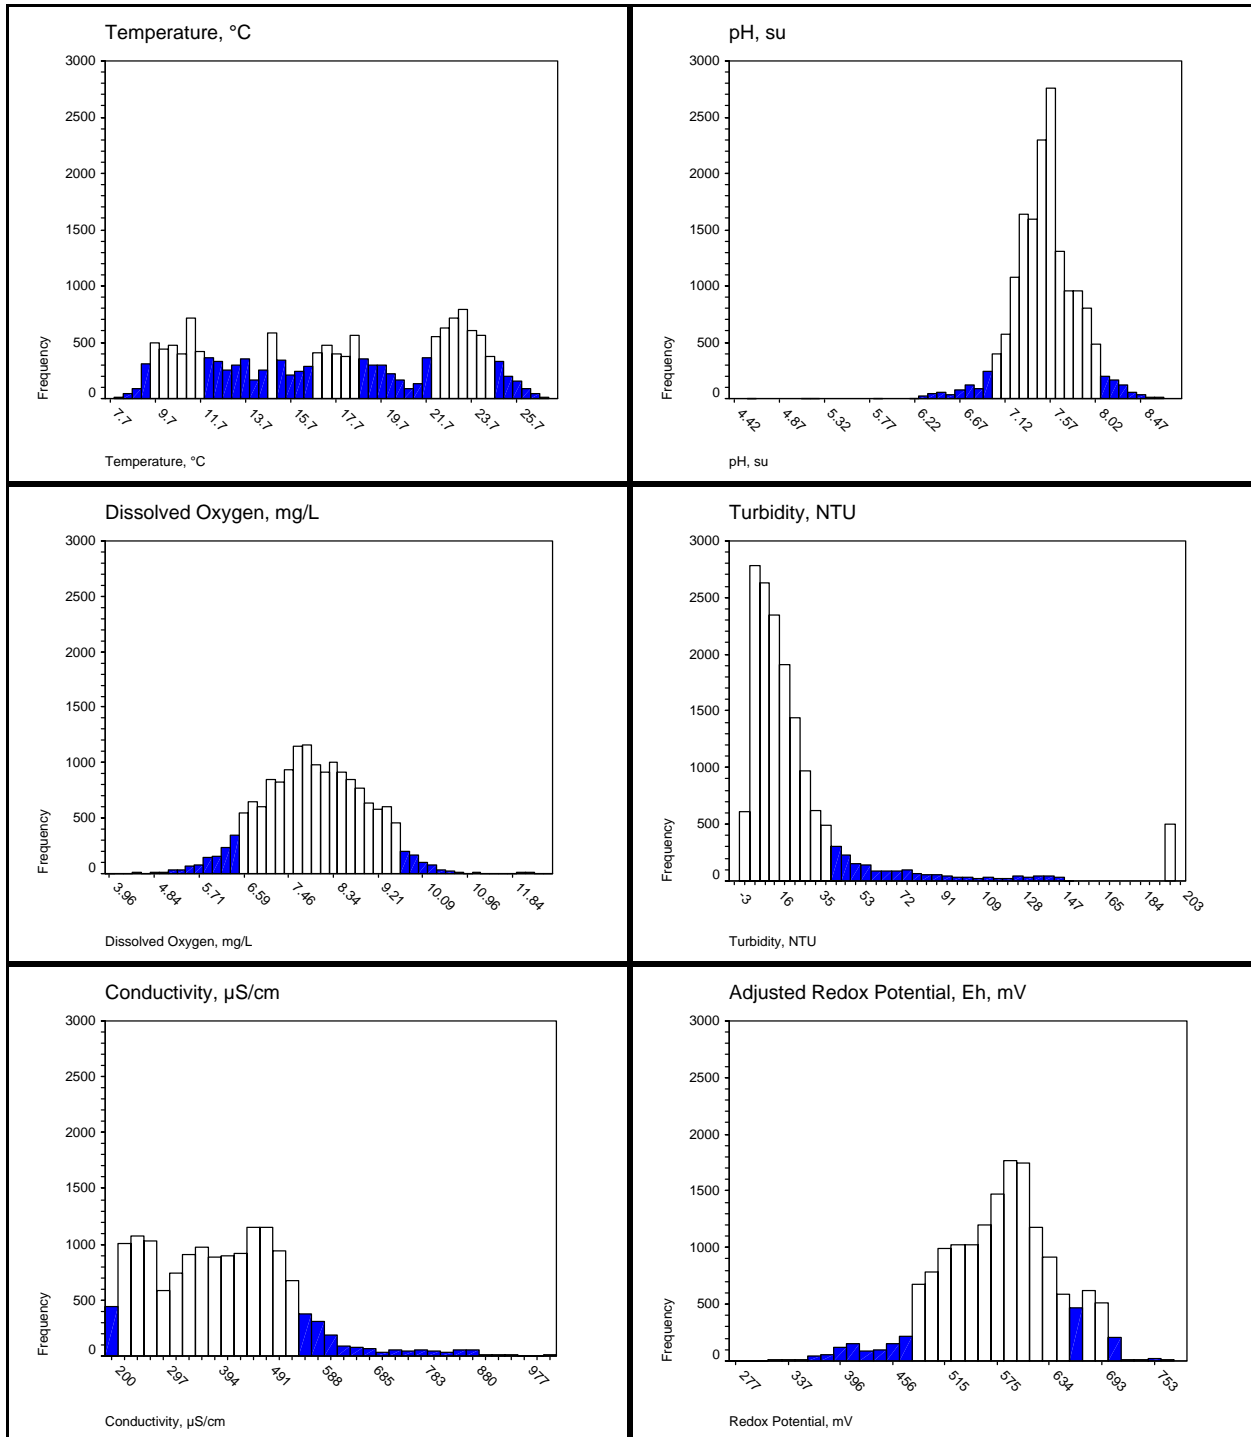 Temperature, °C
3000
2500
2000
1500
1000
500
0
Frequency
7.7 9.7 11.7 13.7 15.7 17.7 19.7 21.7 23.7 25.7
Temperature, °C
pH, su
3000
2500
2000
1500
1000
500
0
Frequency
4.42 4.87 5.32 5.77 6.22 6.67 7.12 7.57 8.02 8.47
pH, su
Dissolved Oxygen, mg/L
3000
2500
2000
1500
1000
500
0
Frequency
3.96 4.84 5.71 6.59 7.46 8.34 9.21 10.09 10.96 11.84
Dissolved Oxygen, mg/L
Turbidity, NTU
3000
2500
2000
1500
1000
500
0
Frequency
-3 16 35 53 72 91 109 128 147 165 184 203
Turbidity, NTU
Conductivity, µS/cm
3000
2500
2000
1500
1000
500
0
Frequency
200 297 394 491 588 685 783 880 977
Conductivity, µS/cm
Adjusted Redox Potential, Eh, mV
3000
2500
2000
1500
1000
500
0
Frequency
277 337 396 456 515 575 634 693 753
Redox Potential, mV